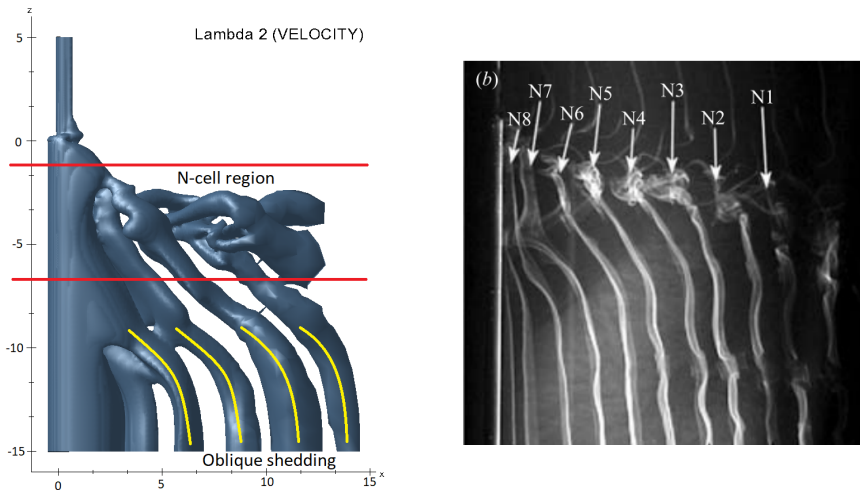 z
Lambda 2 (VELOCITY)
5
0
N-cell region
-5
-10
-15
Oblique shedding
0
5
10
15
x
(b)
N8
N7
N6
N5
N4
N3
N2
N1